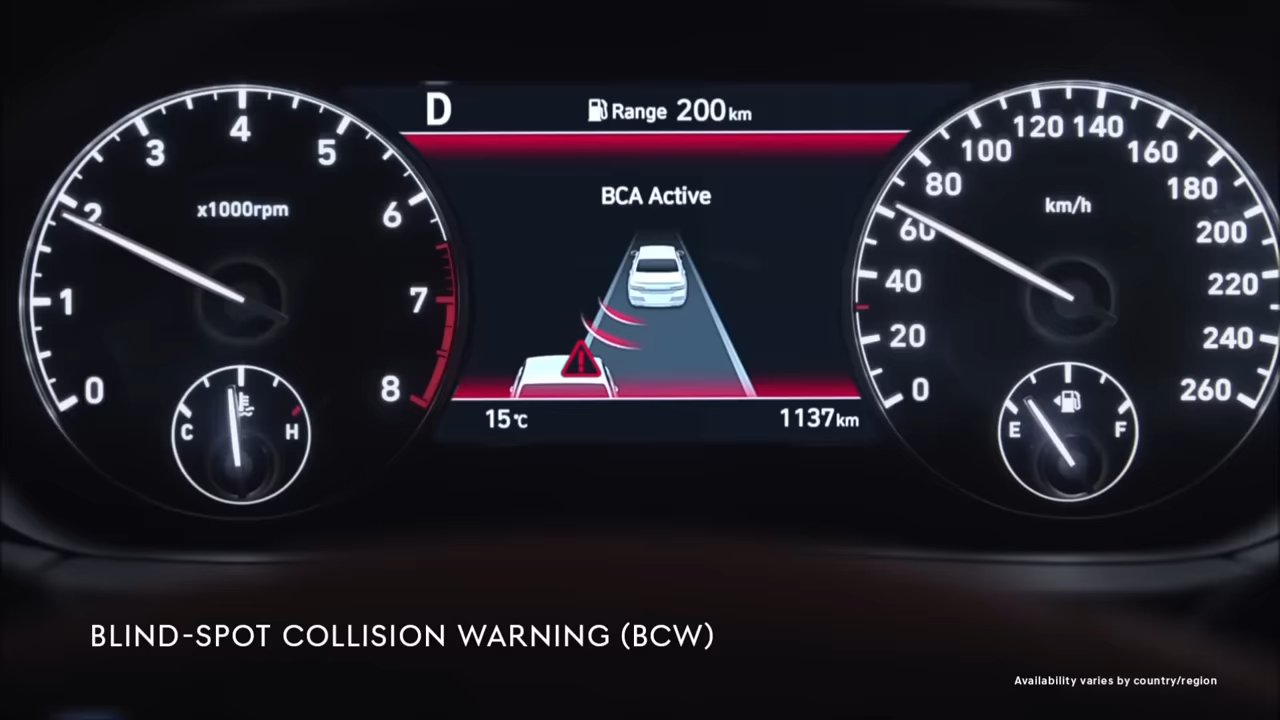 D
Range 200 km
BCA Active
15℃
1137km
0
1
2
3
4
5
6
7
8
x1000rpm
C
H
0
20
40
60
80
100
120
140
160
180
200
220
240
260
km/h
E
F
BLIND-SPOT COLLISION WARNING (BCW)
Availability varies by country/region